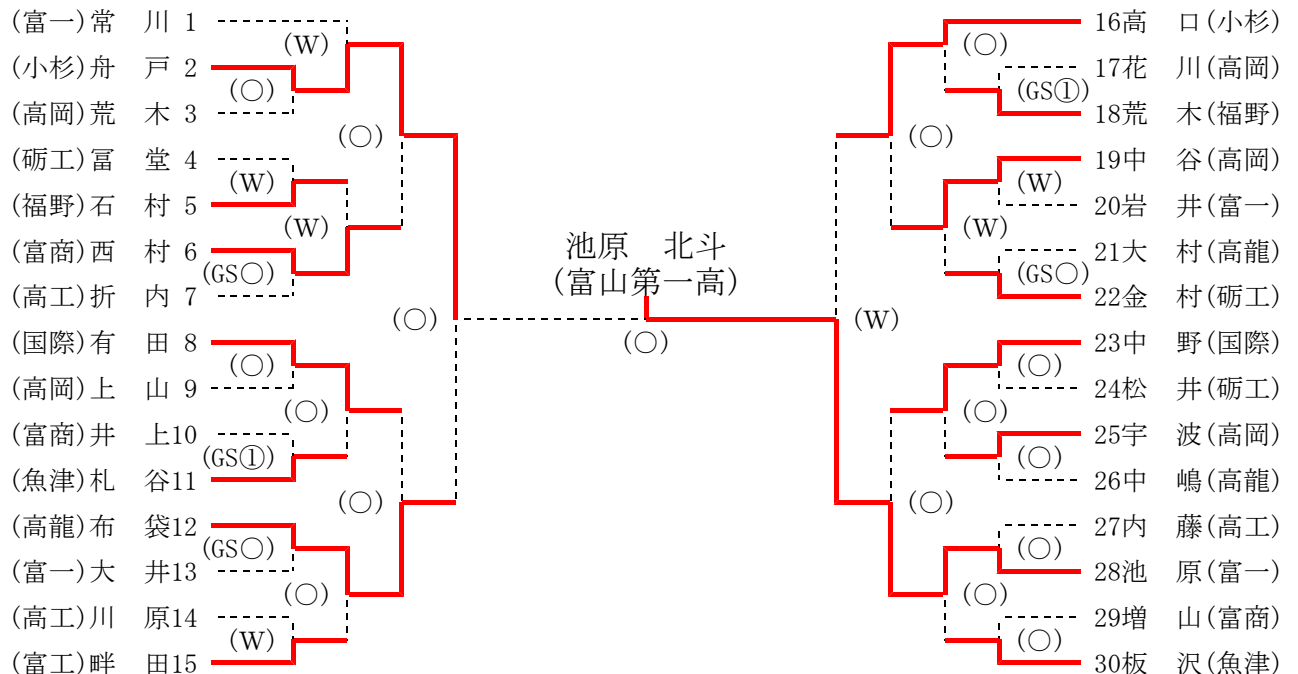 (富一)常　川 1
(W)
(小杉)舟　戸 2
(○)
(高岡)荒　木 3
(○)
(砺工)冨　堂 4
(W)
(福野)石　村 5
(W)
(富商)西　村 6
(GS○)
(高工)折　内 7
(○)
(国際)有　田 8
(○)
(高岡)上　山 9
(○)
(富商)井　上10
(GS①)
(魚津)札　谷11
(○)
(高龍)布　袋12
(GS○)
(富一)大　井13
(○)
(高工)川　原14
(W)
(富工)畔　田15
池原　北斗
(富山第一高)
(○)
16高　口(小杉)
(○)
17花　川(高岡)
(GS①)
18荒　木(福野)
(○)
19中　谷(高岡)
(W)
20岩　井(富一)
(W)
21大　村(高龍)
(GS○)
22金　村(砺工)
(W)
23中　野(国際)
(○)
24松　井(砺工)
(○)
25宇　波(高岡)
(○)
26中　嶋(高龍)
(○)
27内　藤(高工)
(○)
28池　原(富一)
(○)
29増　山(富商)
(○)
30板　沢(魚津)